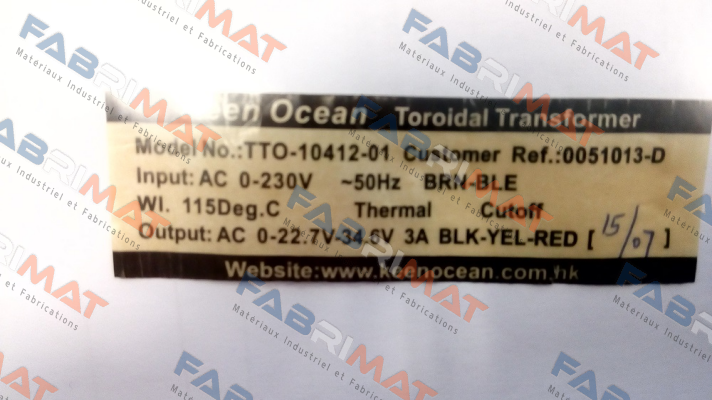 Keen Ocean Toroidal Transformer
Model No.:TTO-10412-01 Customer Ref.:0051013-D
Input: AC 0-230V ~50Hz BRN-BLE
WI. 115Deg.C Thermal Cutoff
Output: AC 0-22.7V-34.6V 3A BLK-YEL-RED [ 15/07 ]
Website:www.keenocean.com.hk
FABRIMAT
Matériaux Industriel et Fabrications